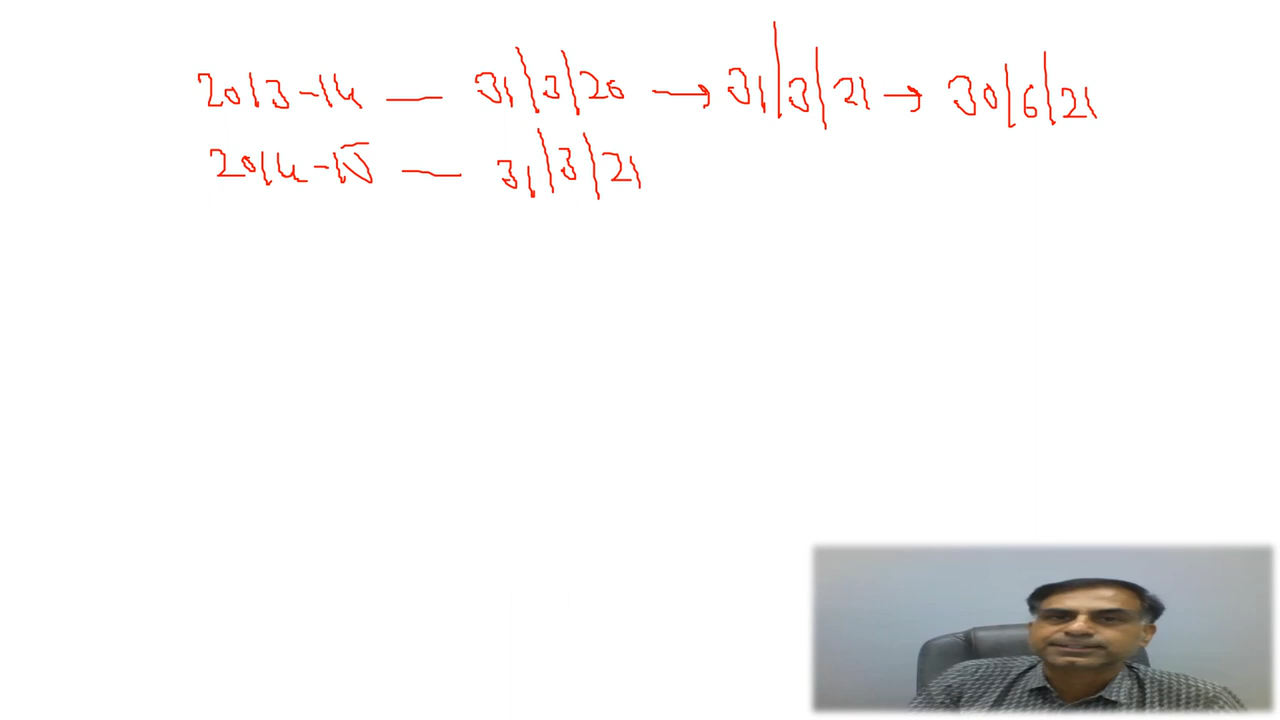 2013-14 — 31/3/20 → 31/3/21 → 30/6/21
2014-15 — 31/3/21